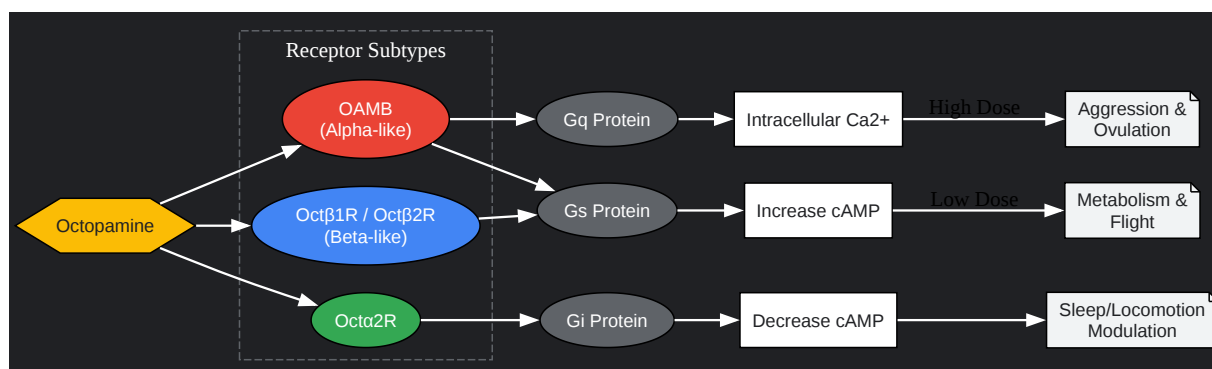 Receptor Subtypes
OAMB
(Alpha-like)
Gq Protein
Intracellular Ca2+
High Dose
Aggression &
Ovulation
Octopamine
Octβ1R / Octβ2R
(Beta-like)
Gs Protein
Increase cAMP
Low Dose
Metabolism &
Flight
Octα2R
Gi Protein
Decrease cAMP
Sleep/Locomotion
Modulation